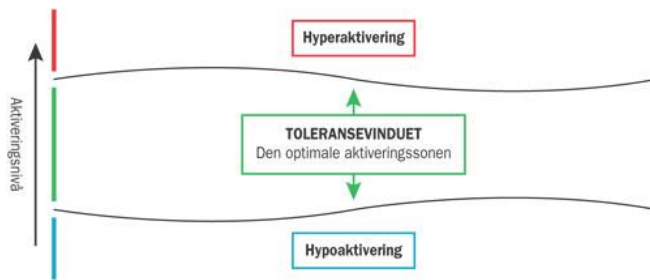 Hyperaktivering
Aktiveringsnivå
TOLERANSEVINDUET
Den optimale aktiveringssonen
Hypoaktivering